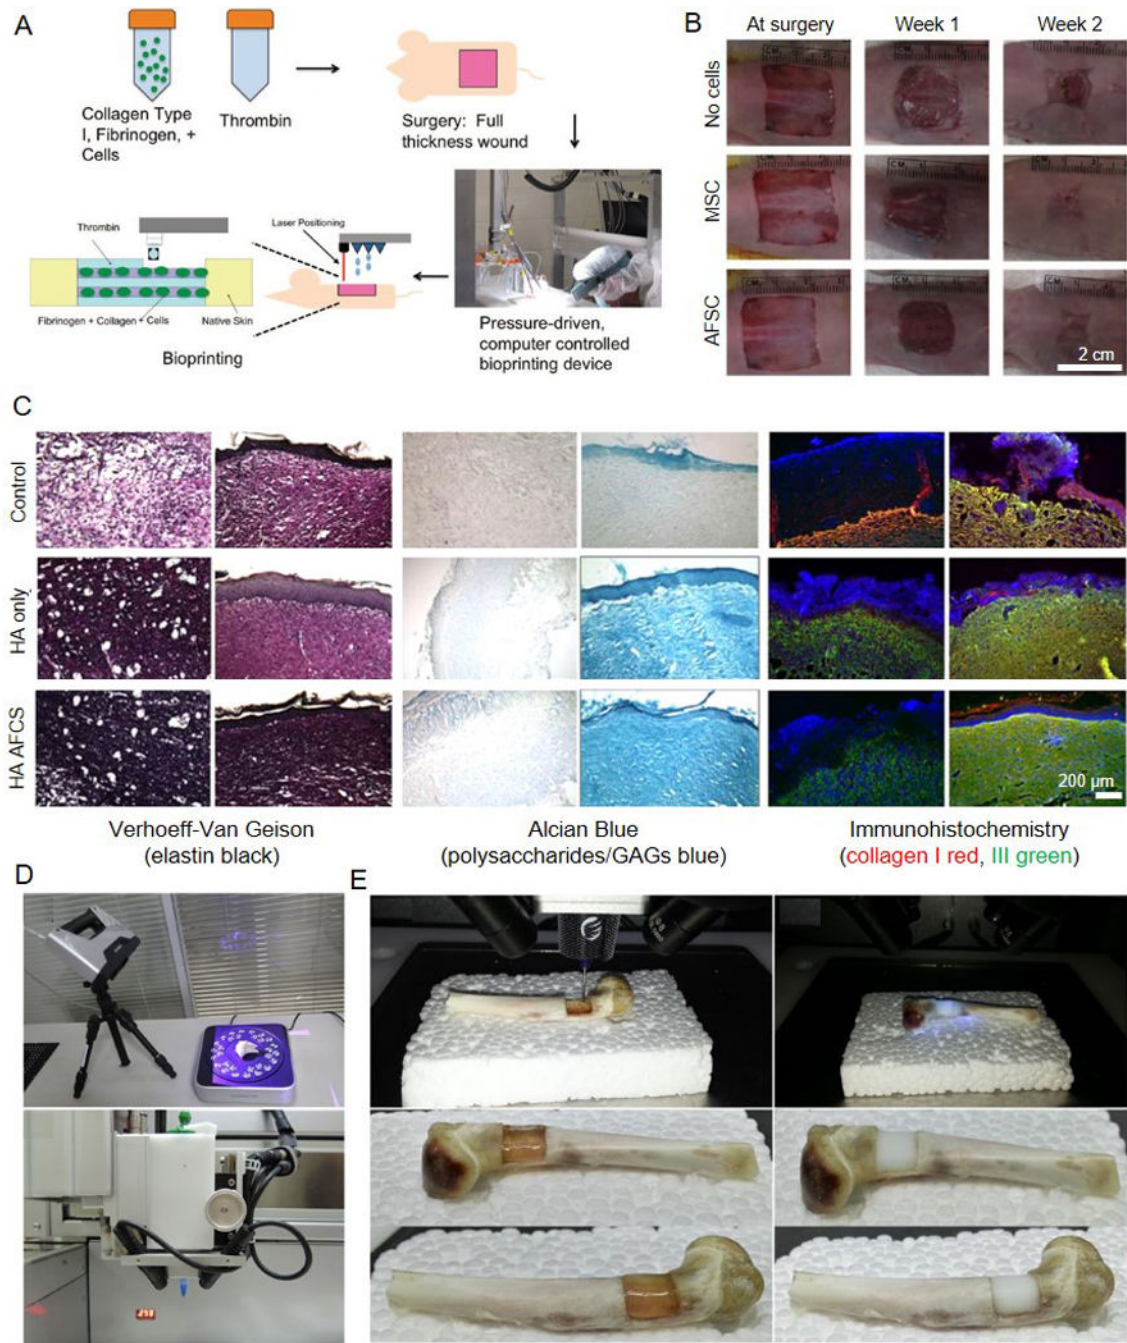 A
Collagen Type
I, Fibrinogen, +
Cells
Thrombin
Surgery: Full
thickness wound
Thrombin
Laser Positioning
Fibrinogen + Collagen + Cells
Native Skin
Bioprinting
Pressure-driven,
computer controlled
bioprinting device
B
At surgery
Week 1
Week 2
No cells
MSC
AFSC
2 cm
C
Control
HA only
HA AFCS
200 µm
Verhoeff-Van Geison
(elastin black)
Alcian Blue
(polysaccharides/GAGs blue)
Immunohistochemistry
(collagen I red, III green)
D
E